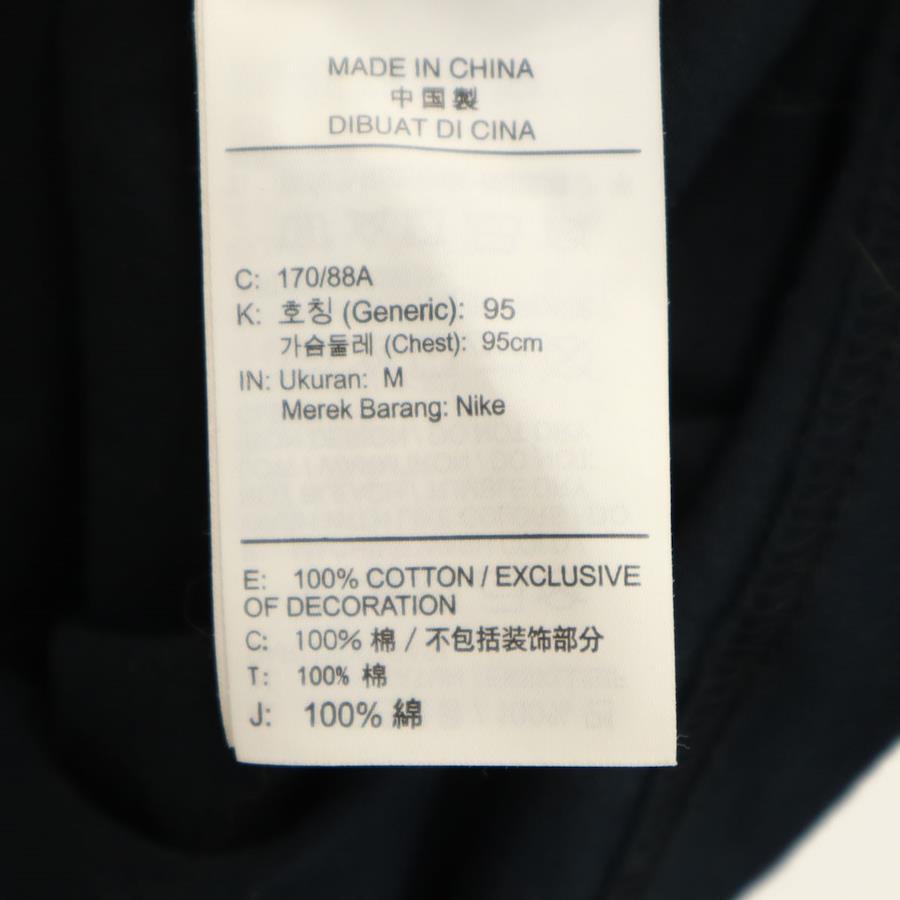 MADE IN CHINA
中国製
DIBUAT DI CINA
C: 170/88A
K: 호칭 (Generic): 95
가슴둘레 (Chest): 95cm
IN: Ukuran: M
Merek Barang: Nike
E: 100% COTTON / EXCLUSIVE
OF DECORATION
C: 100% 棉 / 不包括装饰部分
T: 100% 棉
J: 100% 綿